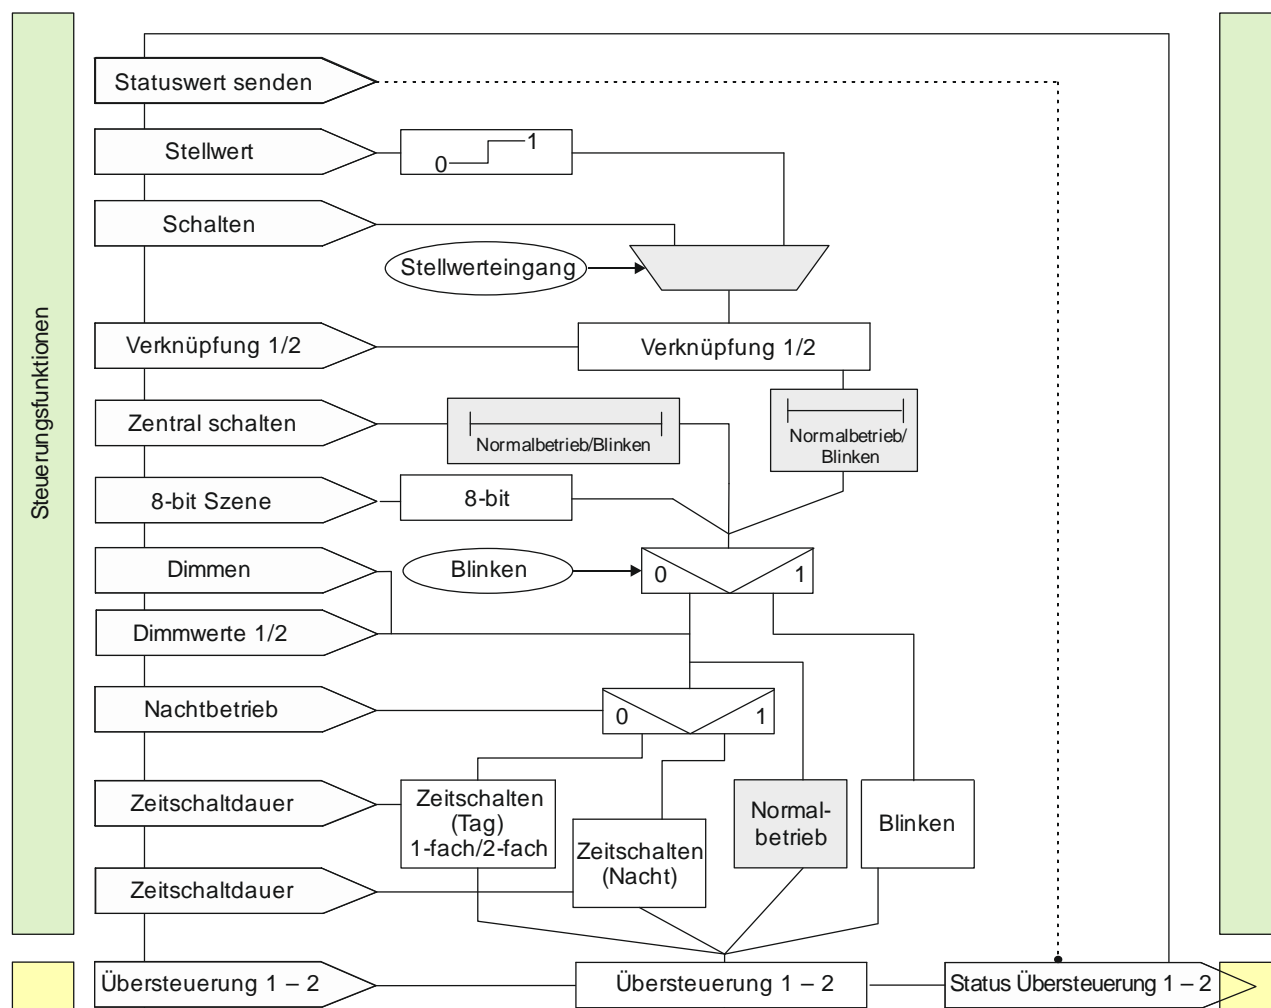 Steuerungsfunktionen
Statuswert senden
Stellwert
0
1
Schalten
Stellwerteingang
Verknüpfung 1/2
Verknüpfung 1/2
Zentral schalten
Normalbetrieb/Blinken
Normalbetrieb/
Blinken
8-bit Szene
8-bit
Dimmen
Blinken
0
1
Dimmwerte 1/2
Nachtbetrieb
0
1
Zeitschaltdauer
Zeitschalten
(Tag)
1-fach/2-fach
Zeitschalten
(Nacht)
Normal-
betrieb
Blinken
Zeitschaltdauer
Übersteuerung 1 – 2
Übersteuerung 1 – 2
Status Übersteuerung 1 – 2